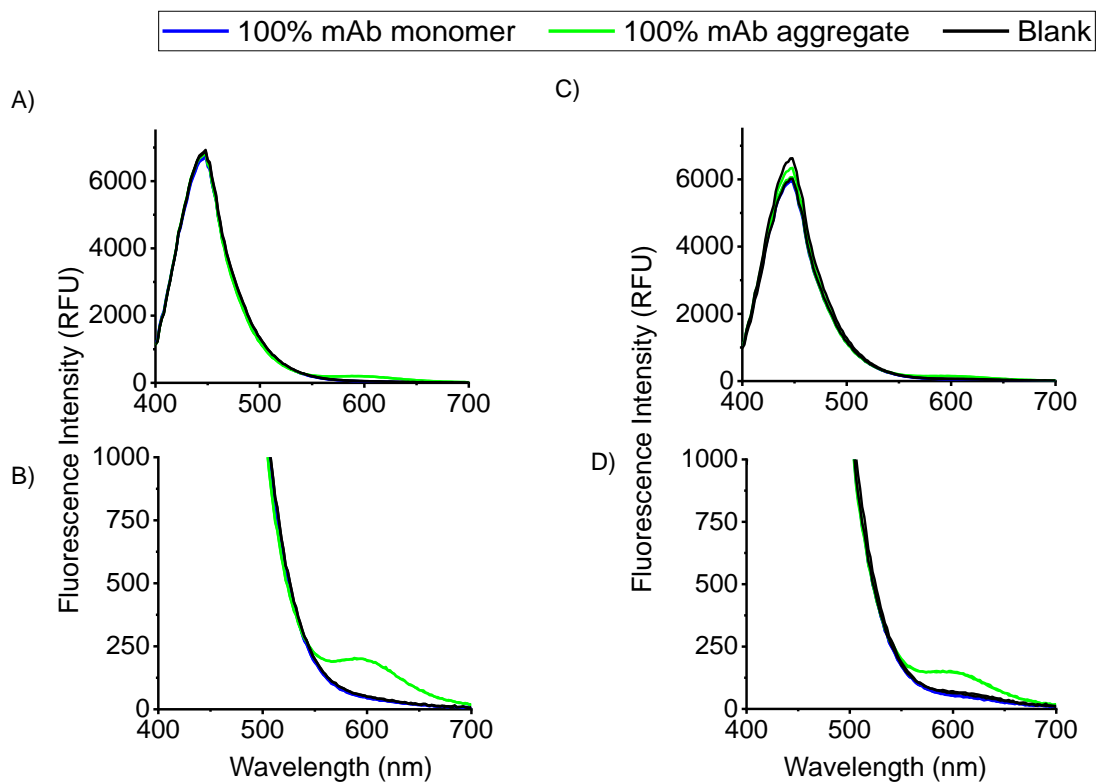 100% mAb monomer 100% mAb aggregate Blank
A)
6000
4000
2000
0
400 500 600 700
C)
6000
4000
2000
0
400 500 600 700
B)
1000
750
500
250
0
400 500 600 700
D)
1000
750
500
250
0
400 500 600 700
Fluorescence Intensity (RFU)
Fluorescence Intensity (RFU)
Wavelength (nm)
Wavelength (nm)